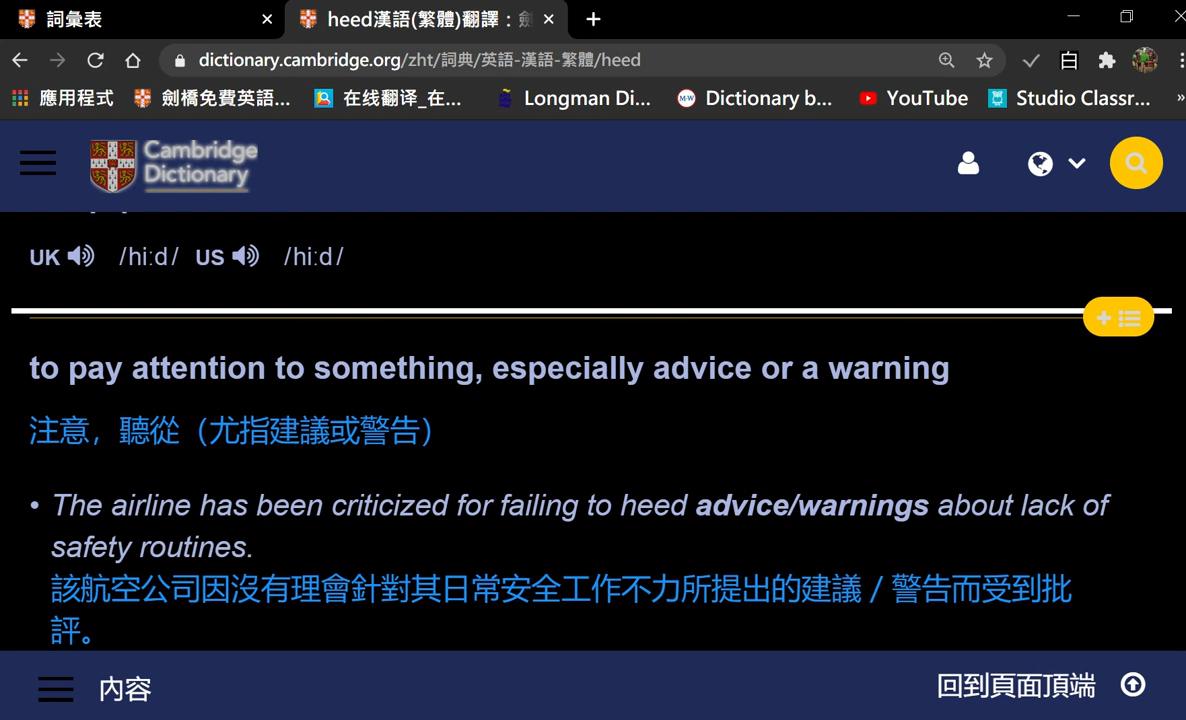 詞彙表
heed漢語(繁體)翻譯：劍
dictionary.cambridge.org/zht/詞典/英語-漢語-繁體/heed
白
應用程式
劍橋免費英語...
在线翻译_在...
Longman Di...
M-W
Dictionary b...
YouTube
Studio Classr...
»
Cambridge
Dictionary
UK /hiːd/ US /hiːd/
to pay attention to something, especially advice or a warning
注意，聽從（尤指建議或警告）
• The airline has been criticized for failing to heed advice/warnings about lack of
safety routines.
該航空公司因沒有理會針對其日常安全工作不力所提出的建議／警告而受到批
評。
內容
回到頁面頂端